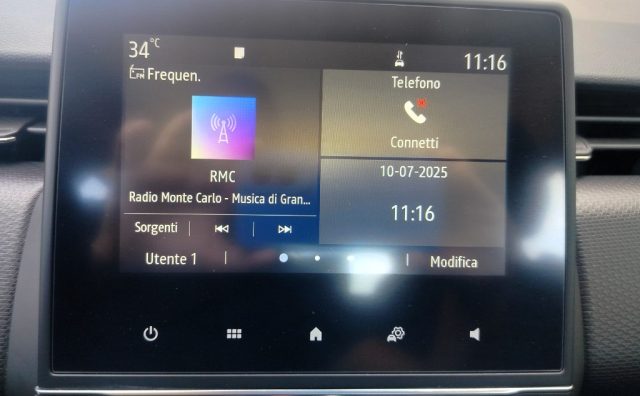 34°C
11:16
Frequen.
RMC
Radio Monte Carlo - Musica di Gran...
Sorgenti
Telefono
Connetti
10-07-2025
11:16
Utente 1
Modifica